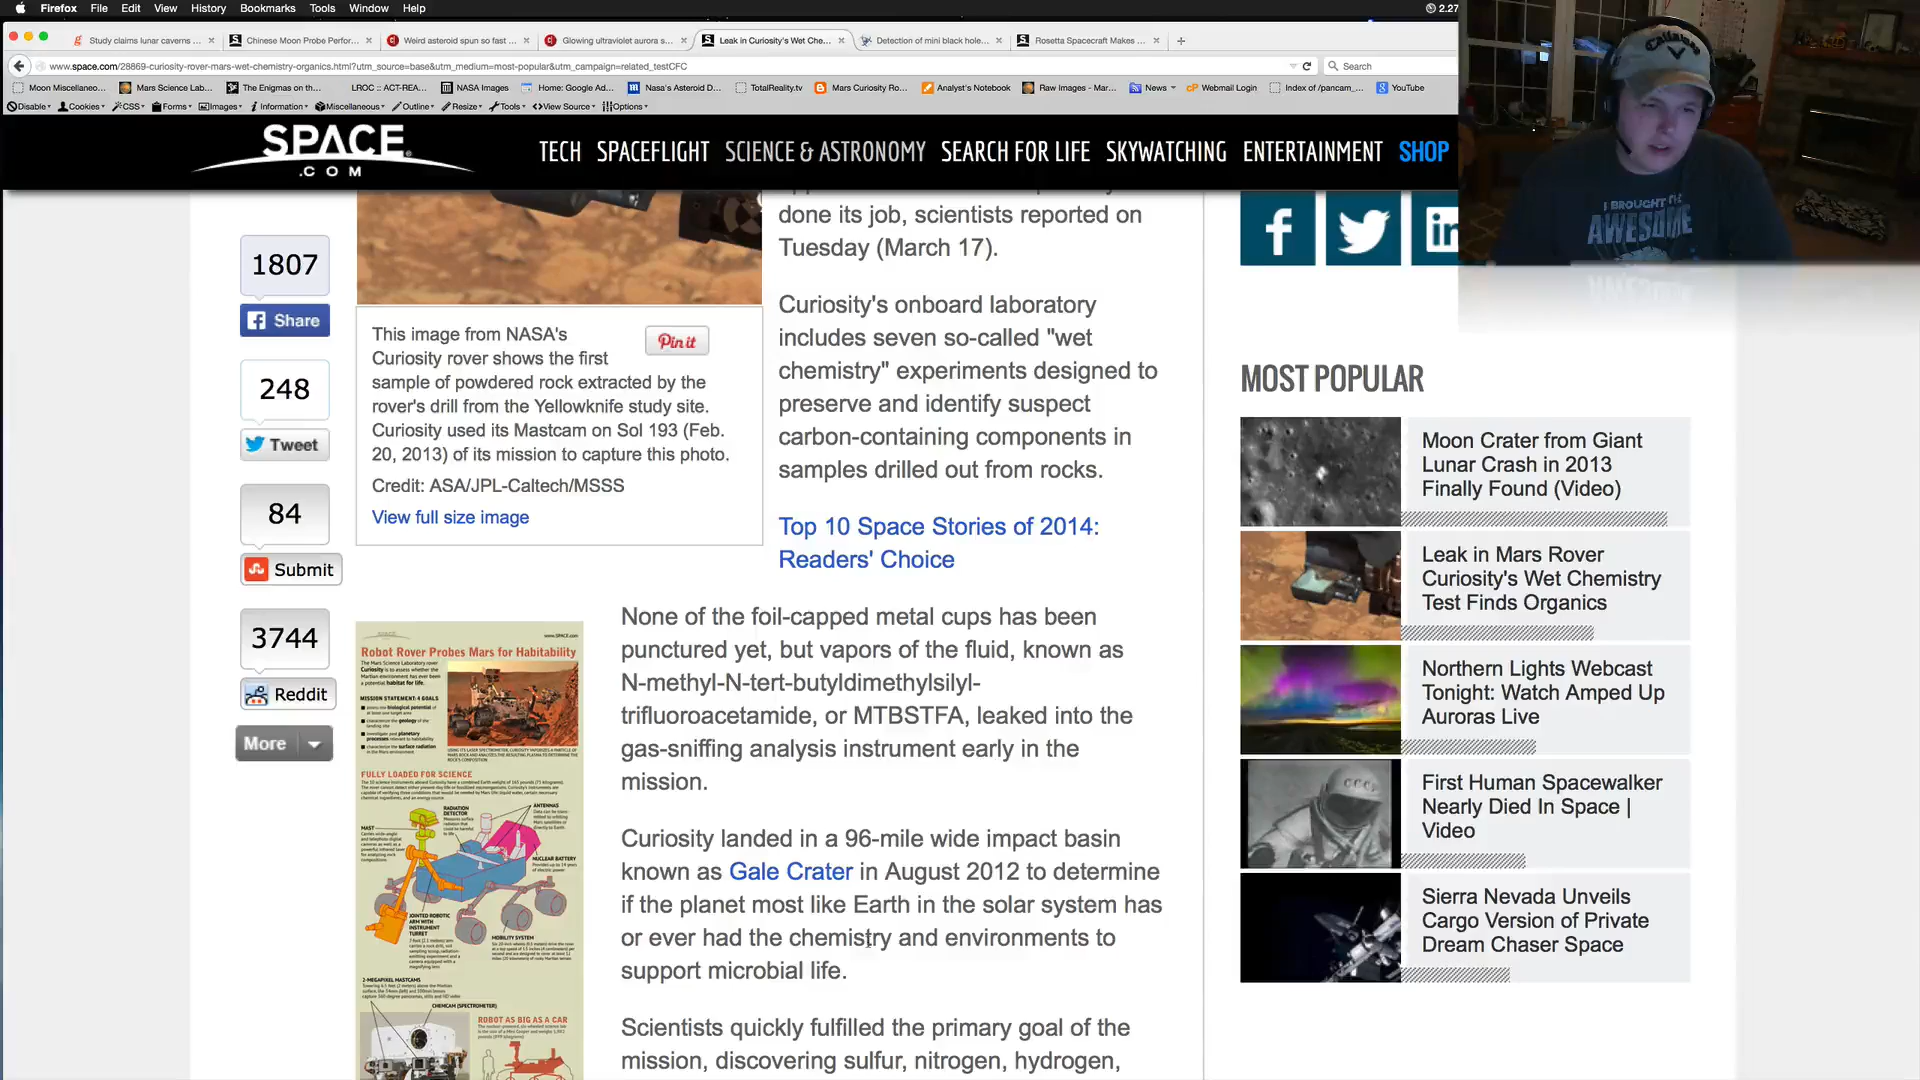 Firefox File Edit View History Bookmarks Tools Window Help
2.27
Study claims lunar caverns ... Chinese Moon Probe Perfor... Weird asteroid spun so fast ... Glowing ultraviolet aurora s... Leak in Curiosity's Wet Che... Detection of mini black hole... Rosetta Spacecraft Makes ...
www.space.com/28869-curiosity-rover-mars-wet-chemistry-organics.html?utm_source=base&utm_medium=most-popular&utm_campaign=related_testCFC
Search
Moon Miscellaneo... Mars Science Lab... The Enigmas on th... LROC :: ACT-REA... NASA Images Home: Google Ad... Nasa's Asteroid D... TotalReality.tv Mars Curiosity Ro... Analyst's Notebook Raw Images - Mar... News Webmail Login Index of /pancam_... YouTube
Disable Cookies CSS Forms Images Information Miscellaneous Outline Resize Tools View Source Options
SPACE
.COM
TECH SPACEFLIGHT SCIENCE & ASTRONOMY SEARCH FOR LIFE SKYWATCHING ENTERTAINMENT SHOP
Callaway
I BROUGHT THE
AWESOME
done its job, scientists reported on
Tuesday (March 17).
Curiosity's onboard laboratory
includes seven so-called "wet
chemistry" experiments designed to
preserve and identify suspect
carbon-containing components in
samples drilled out from rocks.
Top 10 Space Stories of 2014:
Readers' Choice
1807
Share
248
Tweet
84
Submit
3744
Reddit
More
This image from NASA's
Curiosity rover shows the first
sample of powdered rock extracted by the
rover's drill from the Yellowknife study site.
Curiosity used its Mastcam on Sol 193 (Feb.
20, 2013) of its mission to capture this photo.
Credit: ASA/JPL-Caltech/MSSS
View full size image
Pin it
www.SPACE.com
Robot Rover Probes Mars for Habitability
MISSION STATEMENT: 4 GOALS
FULLY LOADED FOR SCIENCE
RADIATION
DETECTOR
ANTENNAS
MAST
NUCLEAR BATTERY
JOINTED ROBOTIC
ARM WITH
INSTRUMENT
TURRET
MOBILITY SYSTEM
2-MEGAPIXEL MASTCAMS
CHEMCAM (SPECTROMETER)
ROBOT AS BIG AS A CAR
None of the foil-capped metal cups has been
punctured yet, but vapors of the fluid, known as
N-methyl-N-tert-butyldimethylsilyl-
trifluoroacetamide, or MTBSTFA, leaked into the
gas-sniffing analysis instrument early in the
mission.
Curiosity landed in a 96-mile wide impact basin
known as Gale Crater in August 2012 to determine
if the planet most like Earth in the solar system has
or ever had the chemistry and environments to
support microbial life.
Scientists quickly fulfilled the primary goal of the
mission, discovering sulfur, nitrogen, hydrogen,
MOST POPULAR
Moon Crater from Giant
Lunar Crash in 2013
Finally Found (Video)
Leak in Mars Rover
Curiosity's Wet Chemistry
Test Finds Organics
Northern Lights Webcast
Tonight: Watch Amped Up
Auroras Live
First Human Spacewalker
Nearly Died In Space |
Video
Sierra Nevada Unveils
Cargo Version of Private
Dream Chaser Space